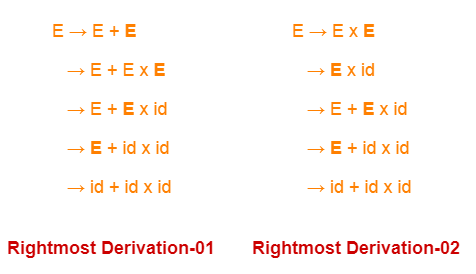 E → E + E
→ E + E x E
→ E + E x id
→ E + id x id
→ id + id x id
Rightmost Derivation-01
E → E x E
→ E x id
→ E + E x id
→ E + id x id
→ id + id x id
Rightmost Derivation-02